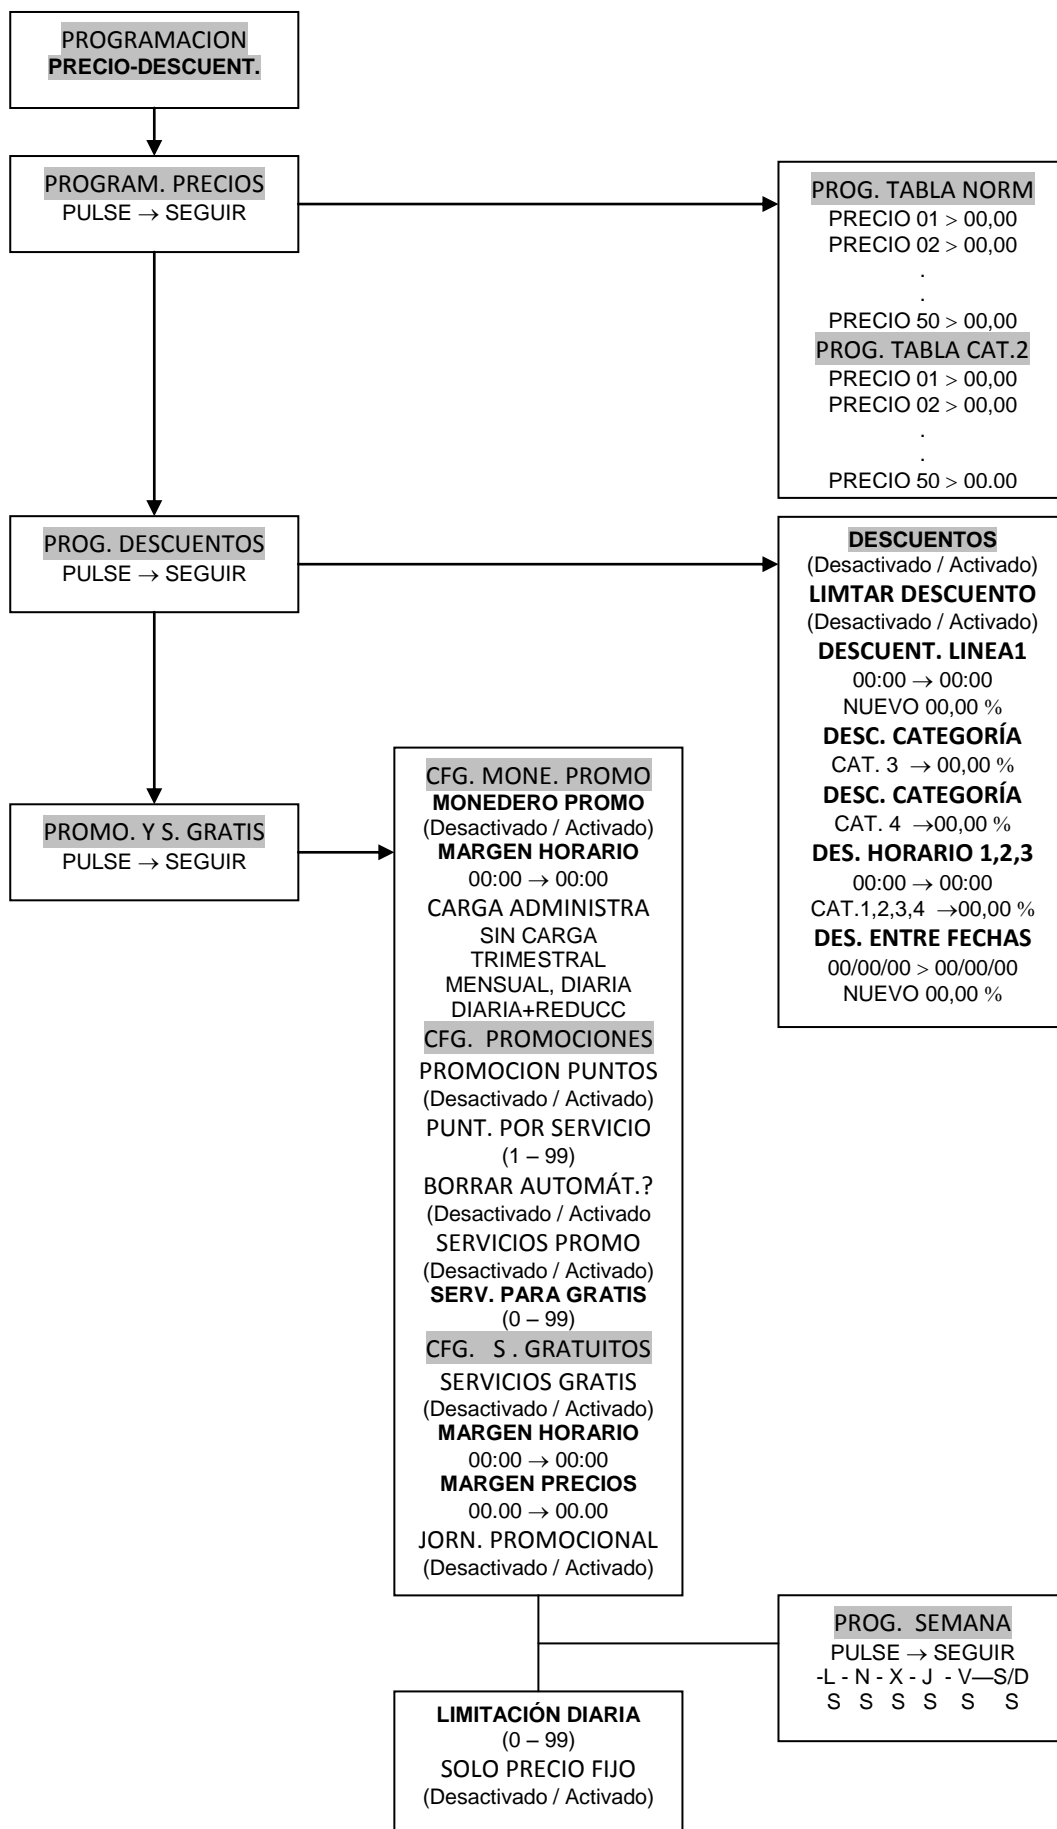 PROGRAMACION
PRECIO-DESCUENT.
PROGRAM. PRECIOS
PULSE → SEGUIR
PROG. TABLA NORM
PRECIO 01 > 00,00
PRECIO 02 > 00,00
.
.
PRECIO 50 > 00,00
PROG. TABLA CAT.2
PRECIO 01 > 00,00
PRECIO 02 > 00,00
.
.
PRECIO 50 > 00.00
PROG. DESCUENTOS
PULSE → SEGUIR
DESCUENTOS
(Desactivado / Activado)
LIMTAR DESCUENTO
(Desactivado / Activado)
DESCUENT. LINEA1
00:00 → 00:00
NUEVO 00,00 %
DESC. CATEGORÍA
CAT. 3 → 00,00 %
DESC. CATEGORÍA
CAT. 4 →00,00 %
DES. HORARIO 1,2,3
00:00 → 00:00
CAT.1,2,3,4 →00,00 %
DES. ENTRE FECHAS
00/00/00 > 00/00/00
NUEVO 00,00 %
PROMO. Y S. GRATIS
PULSE → SEGUIR
CFG. MONE. PROMO
MONEDERO PROMO
(Desactivado / Activado)
MARGEN HORARIO
00:00 → 00:00
CARGA ADMINISTRA
SIN CARGA
TRIMESTRAL
MENSUAL, DIARIA
DIARIA+REDUCC
CFG. PROMOCIONES
PROMOCION PUNTOS
(Desactivado / Activado)
PUNT. POR SERVICIO
(1 – 99)
BORRAR AUTOMÁT.?
(Desactivado / Activado
SERVICIOS PROMO
(Desactivado / Activado)
SERV. PARA GRATIS
(0 – 99)
CFG. S . GRATUITOS
SERVICIOS GRATIS
(Desactivado / Activado)
MARGEN HORARIO
00:00 → 00:00
MARGEN PRECIOS
00.00 → 00.00
JORN. PROMOCIONAL
(Desactivado / Activado)
PROG. SEMANA
PULSE → SEGUIR
-L - N - X - J - V—S/D
S S S S S S
LIMITACIÓN DIARIA
(0 – 99)
SOLO PRECIO FIJO
(Desactivado / Activado)